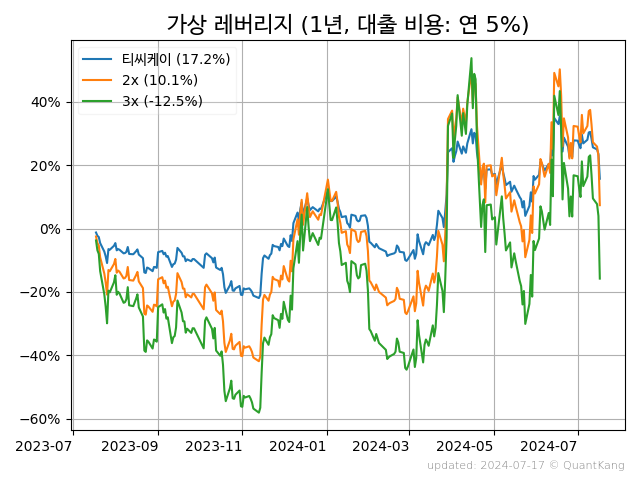 가상 레버리지 (1년, 대출 비용: 연 5%)
티씨케이 (17.2%)
2x (10.1%)
3x (-12.5%)
40%
20%
0%
−20%
−40%
−60%
2023-07 2023-09 2023-11 2024-01 2024-03 2024-05 2024-07
updated: 2024-07-17 © QuantKang